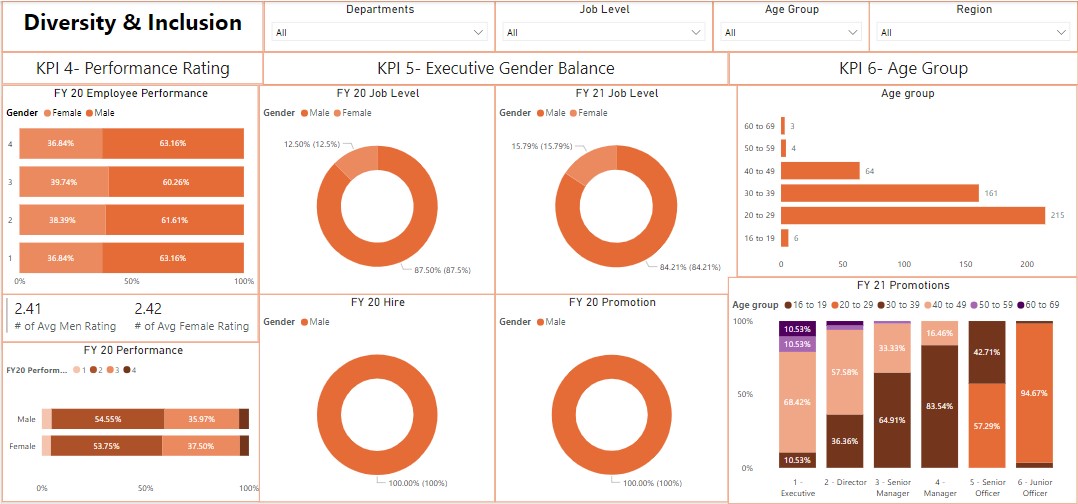 Diversity & Inclusion
Departments
All
Job Level
All
Age Group
All
Region
All
KPI 4- Performance Rating
KPI 5- Executive Gender Balance
KPI 6- Age Group
FY 20 Employee Performance
Gender Female Male
4 36.84% 63.16%
3 39.74% 60.26%
2 38.39% 61.61%
1 36.84% 63.16%
0% 50% 100%
2.41
# of Avg Men Rating
2.42
# of Avg Female Rating
FY 20 Performance
FY20 Perform... 1 2 3 4
Male 54.55% 35.97%
Female 53.75% 37.50%
0% 50% 100%
FY 20 Job Level
Gender Male Female
12.50% (12.5%)
87.50% (87.5%)
FY 21 Job Level
Gender Male Female
15.79% (15.79%)
84.21% (84.21%)
FY 20 Hire
Gender Male
100.00% (100%)
FY 20 Promotion
Gender Male
100.00% (100%)
Age group
60 to 69 3
50 to 59 4
40 to 49 64
30 to 39 161
20 to 29 215
16 to 19 6
0 50 100 150 200
FY 21 Promotions
Age group 16 to 19 20 to 29 30 to 39 40 to 49 50 to 59 60 to 69
100%
50%
0%
10.53%
10.53%
68.42%
10.53%
57.58%
36.36%
33.33%
64.91%
16.46%
83.54%
42.71%
57.29%
94.67%
1 -
Executive
2 - Director
3 - Senior
Manager
4 -
Manager
5 - Senior
Officer
6 - Junior
Officer